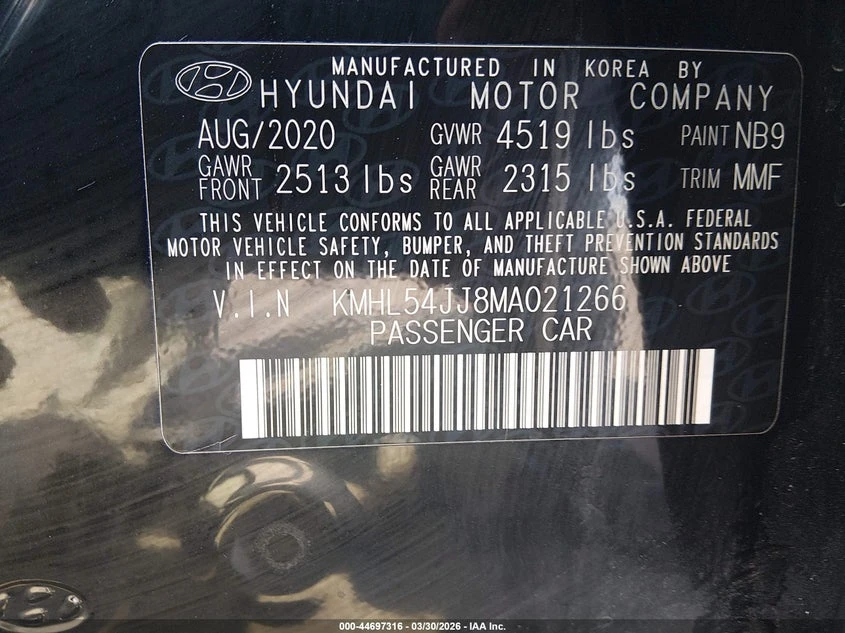 MANUFACTURED IN KOREA BY
HYUNDAI MOTOR COMPANY
AUG/2020 GVWR 4519 lbs PAINT NB9
GAWR FRONT 2513 lbs GAWR REAR 2315 lbs TRIM MMF
THIS VEHICLE CONFORMS TO ALL APPLICABLE U.S.A. FEDERAL
MOTOR VEHICLE SAFETY, BUMPER, AND THEFT PREVENTION STANDARDS
IN EFFECT ON THE DATE OF MANUFACTURE SHOWN ABOVE
V.I.N KMHL54JJ8MA021266
PASSENGER CAR
000-44697316 - 03/30/2026 - IAA Inc.